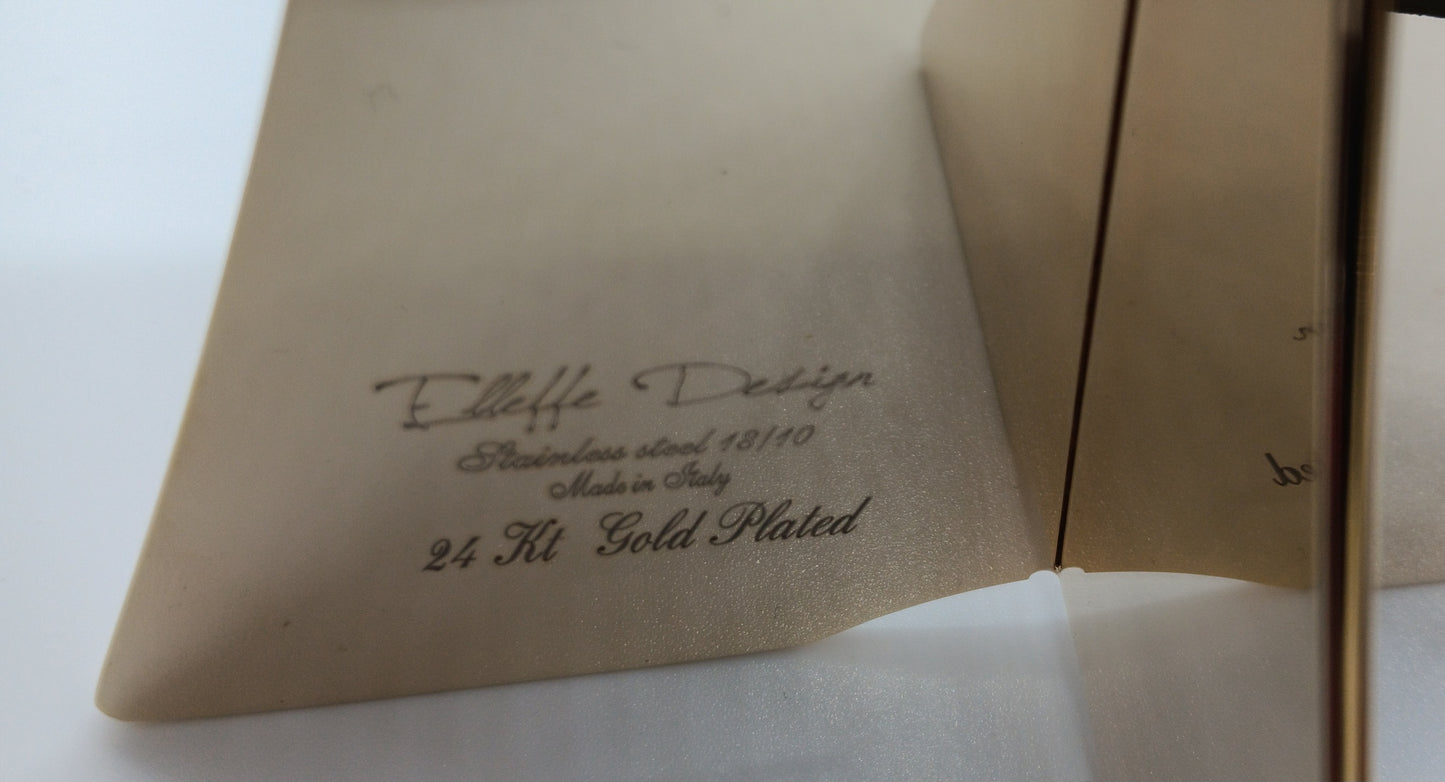 Elleffe Design
Stainless steel 18/10
Made in Italy
24 Kt Gold Plated